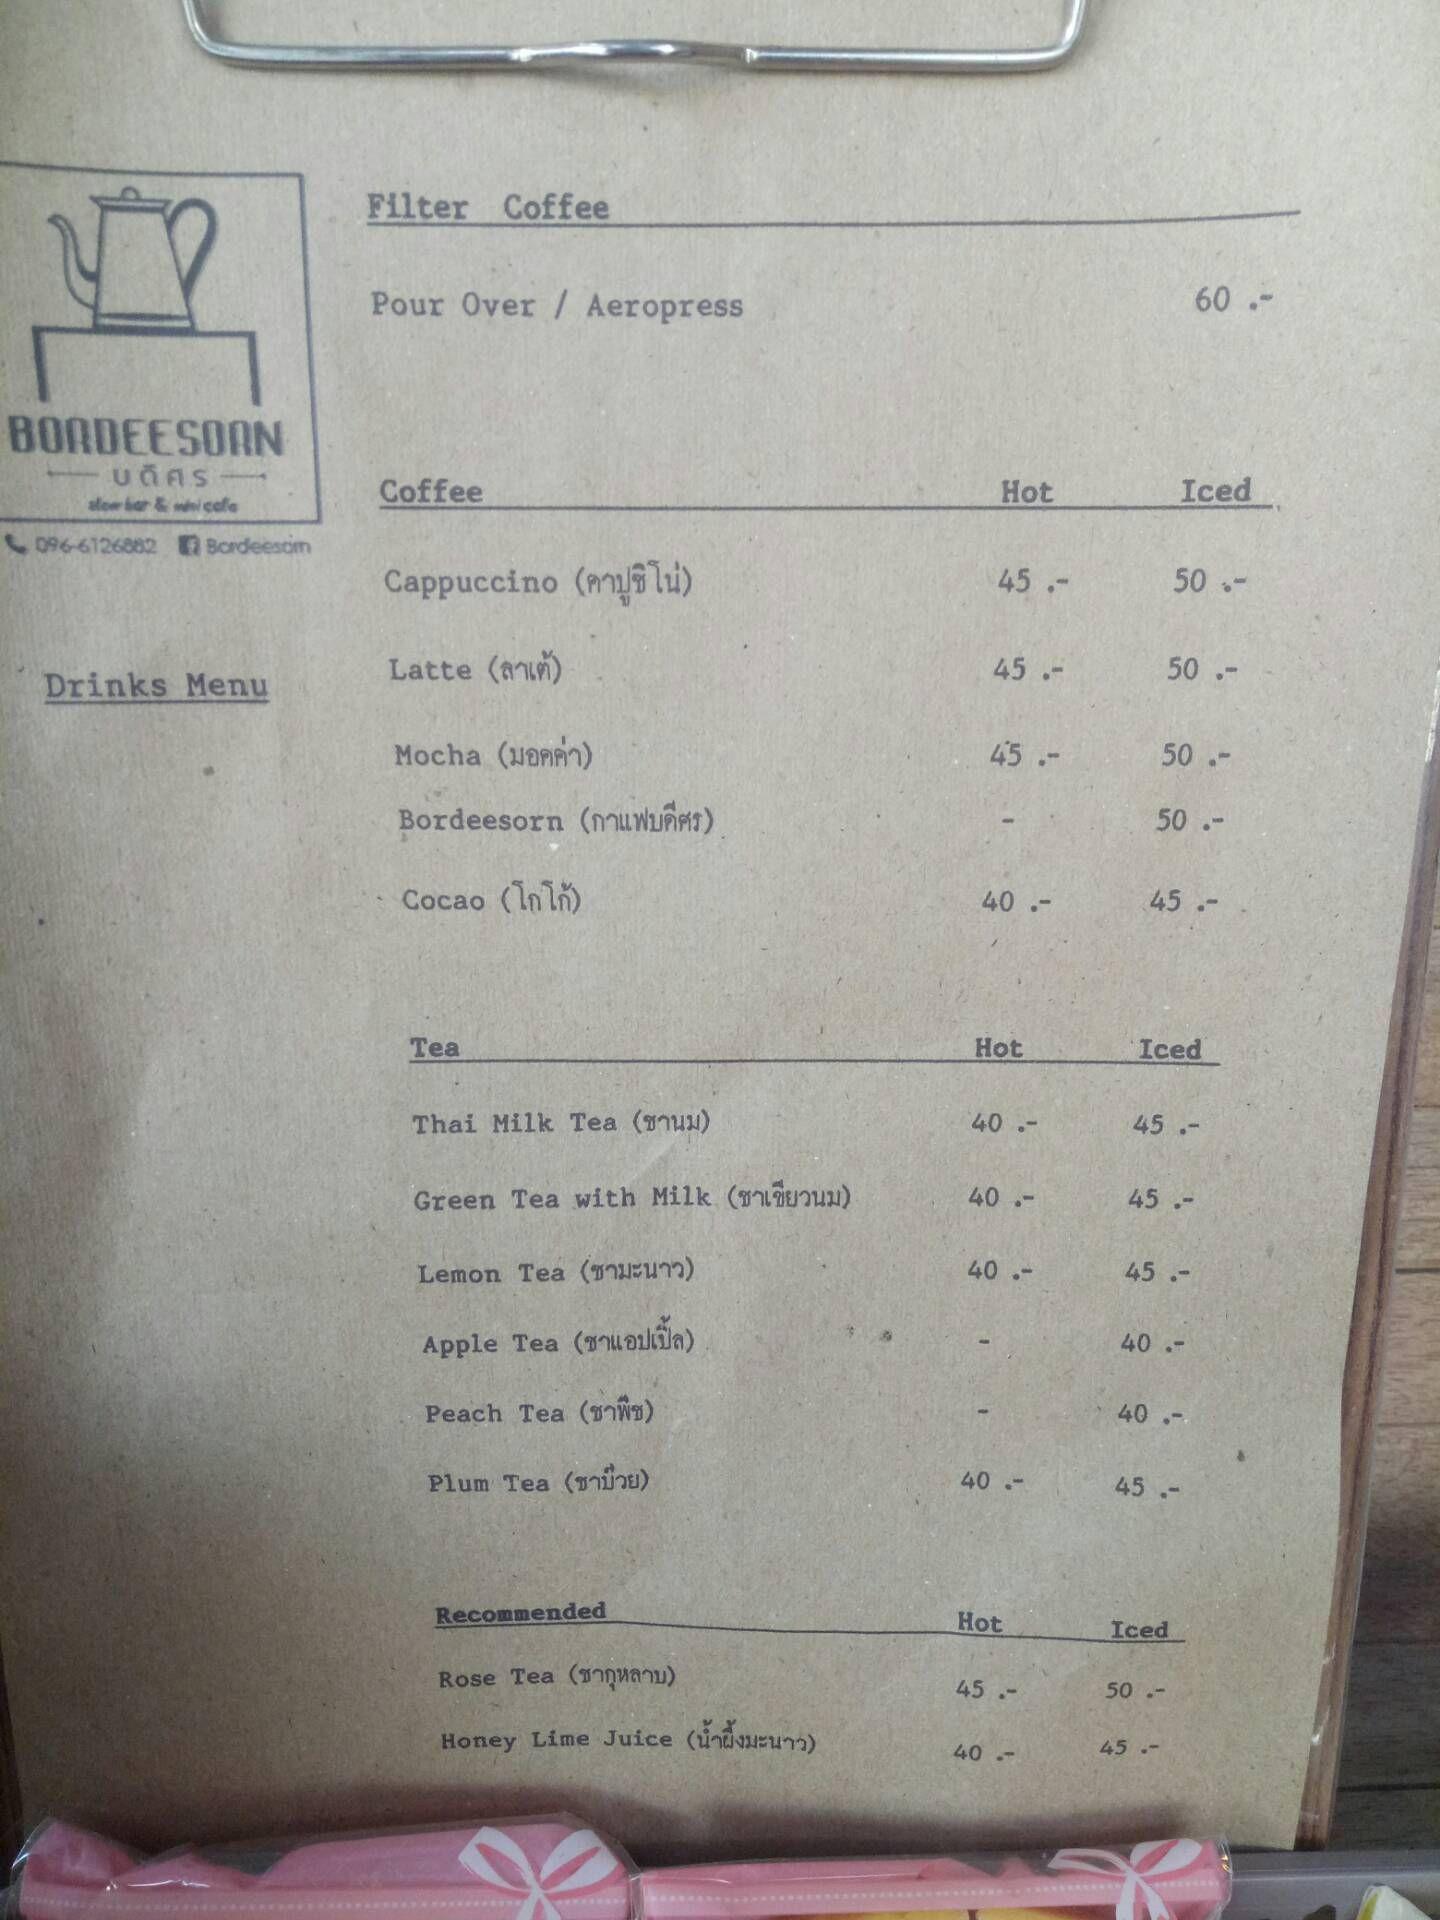 BORDEESORN
บดีศร
slow bar & mini cafe
096-6126882 Bordeesorn
Drinks Menu
Filter Coffee
Pour Over / Aeropress 60 .-
Coffee Hot Iced
Cappuccino (คาปูชิโน่) 45 .- 50 .-
Latte (ลาเต้) 45 .- 50 .-
Mocha (มอคค่า) 45 .- 50 .-
Bordeesorn (กาแฟบดีศร) - 50 .-
Cocao (โกโก้) 40 .- 45 .-
Tea Hot Iced
Thai Milk Tea (ชานม) 40 .- 45 .-
Green Tea with Milk (ชาเขียวนม) 40 .- 45 .-
Lemon Tea (ชามะนาว) 40 .- 45 .-
Apple Tea (ชาแอปเปิ้ล) - 40 .-
Peach Tea (ชาพีช) - 40 .-
Plum Tea (ชาบ๊วย) 40 .- 45 .-
Recommended Hot Iced
Rose Tea (ชากุหลาบ) 45 .- 50 .-
Honey Lime Juice (น้ำผึ้งมะนาว) 40 .- 45 .-